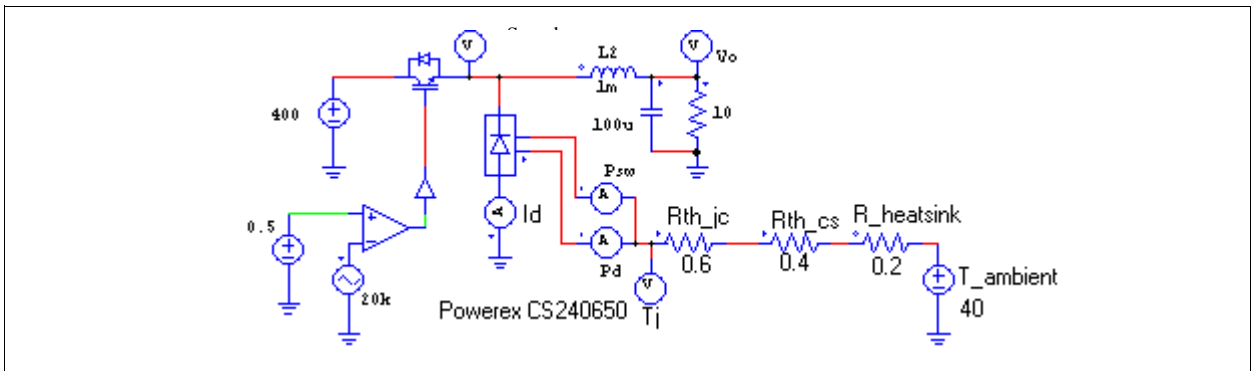 V
L2
1m
V
Vo
400
100u
10
Psw
A
A
Id
Rth_jc
Rth_cs
R_heatsink
0.5
A
Pd
0.6
0.4
0.2
V
T_ambient
40
20k
Powerex CS240650
Tj